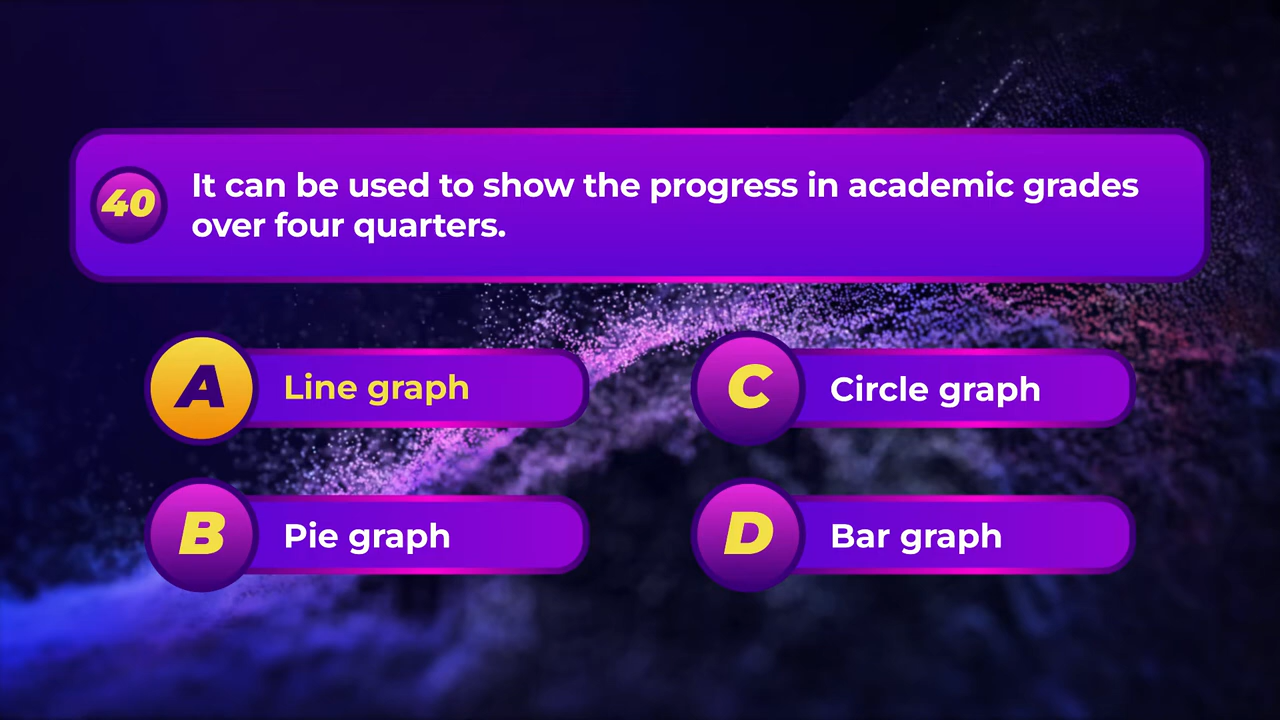 40
It can be used to show the progress in academic grades
over four quarters.
A
Line graph
B
Pie graph
C
Circle graph
D
Bar graph